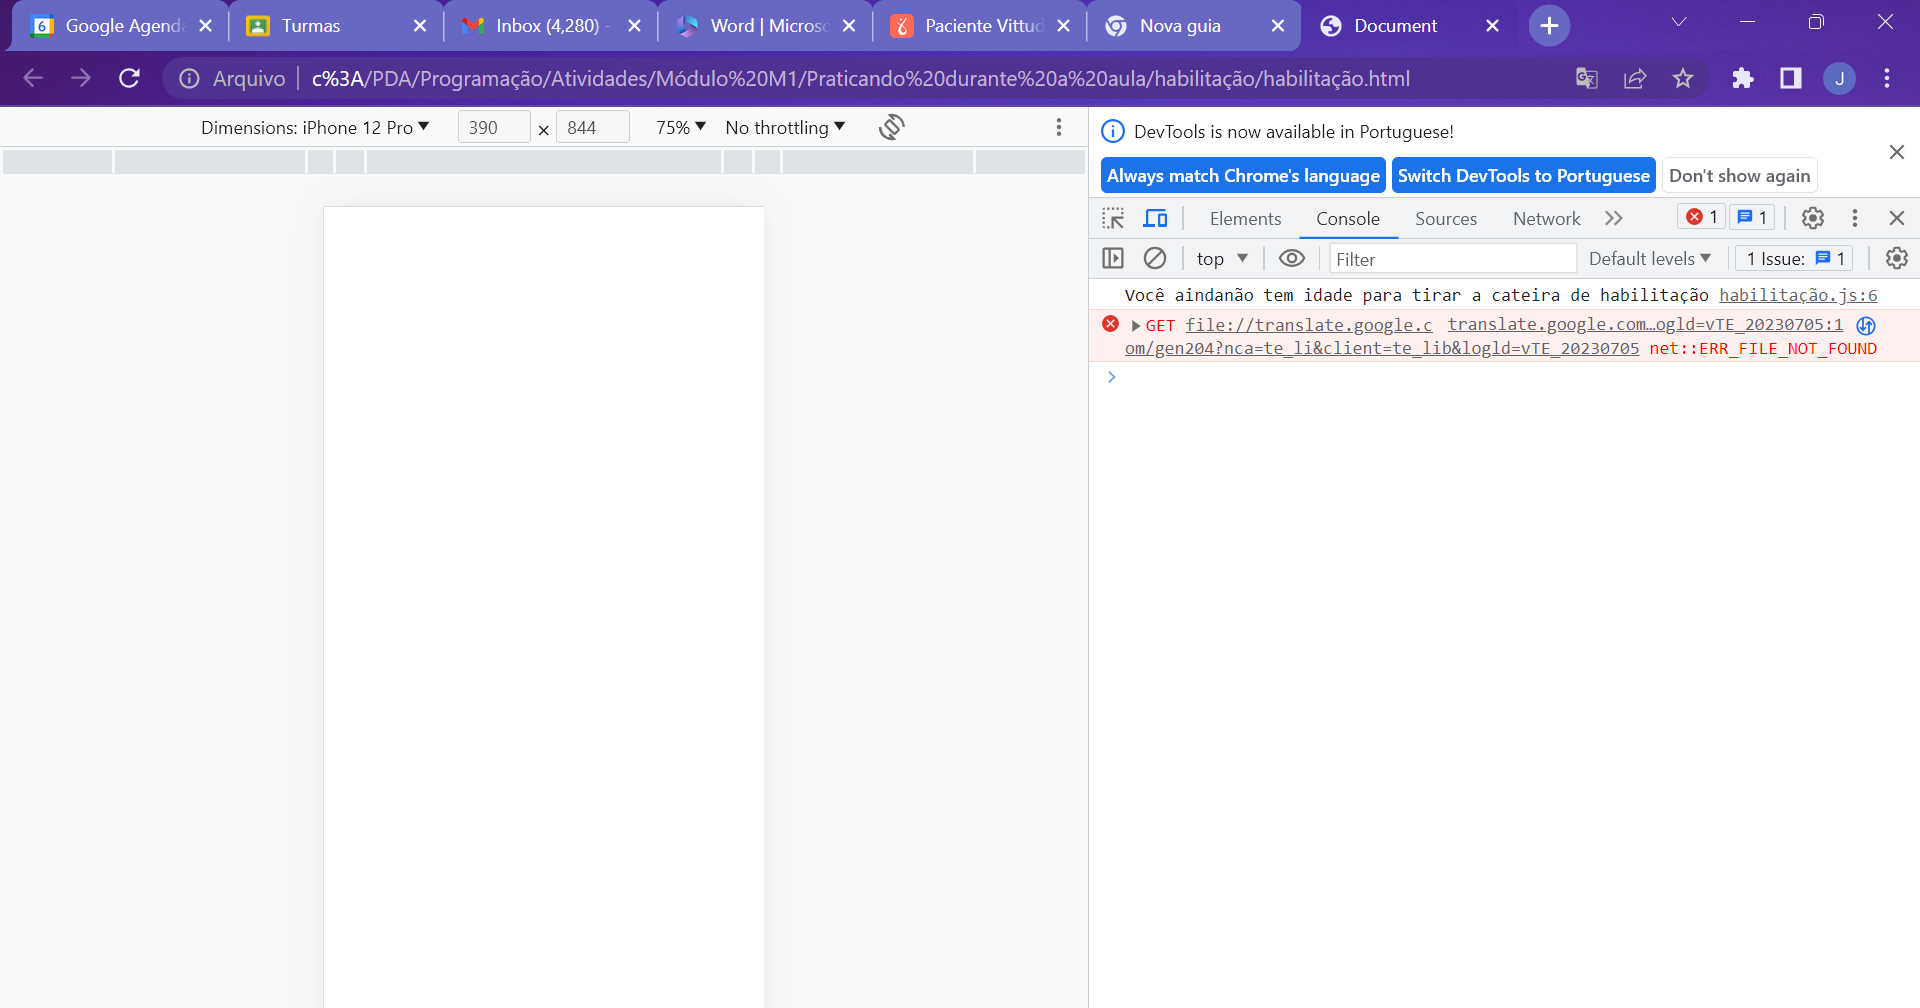 Google Agenda
Turmas
Inbox (4,280) -
Word | Microso
Paciente Vittud
Nova guia
Document
Arquivo
c%3A/PDA/Programação/Atividades/Módulo%20M1/Praticando%20durante%20a%20aula/habilitação/habilitação.html
J
Dimensions: iPhone 12 Pro
390 × 844
75%
No throttling
DevTools is now available in Portuguese!
Always match Chrome's language
Switch DevTools to Portuguese
Don't show again
Elements
Console
Sources
Network
1
1
top
Filter
Default levels
1 Issue: 1
Você aindanão tem idade para tirar a cateira de habilitação habilitação.js:6
GET file://translate.google.c translate.google.com…ogld=vTE_20230705:1
om/gen204?nca=te_li&client=te_lib&logld=vTE_20230705 net::ERR_FILE_NOT_FOUND